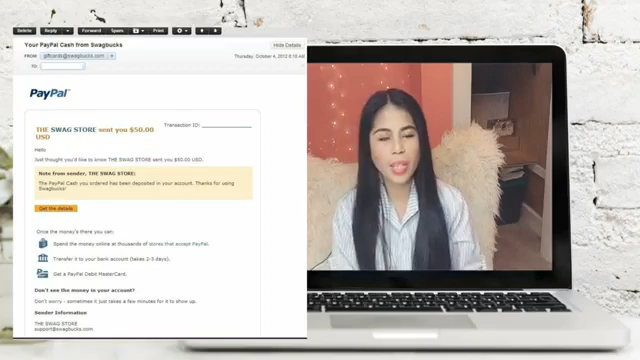 Delete Reply Forward Spam Print
Your PayPal Cash from Swagbucks
Hide Details
FROM: giftcards@swagbucks.com
Thursday, October 4, 2012 8:18 AM
TO:
PayPal
Transaction ID:
THE SWAG STORE sent you $50.00
USD
Hello
Just thought you'd like to know THE SWAG STORE sent you $50.00 USD.
Note from sender, THE SWAG STORE:
The PayPal Cash you ordered has been deposited in your account. Thanks for using
Swagbucks!
Get the details
Once the money's there you can:
Spend the money online at thousands of stores that accept PayPal.
Transfer it to your bank account (takes 2-3 days).
Get a PayPal Debit MasterCard.
Don't see the money in your account?
Don't worry - sometimes it just takes a few minutes for it to show up.
Sender Information
THE SWAG STORE
support@swagbucks.com